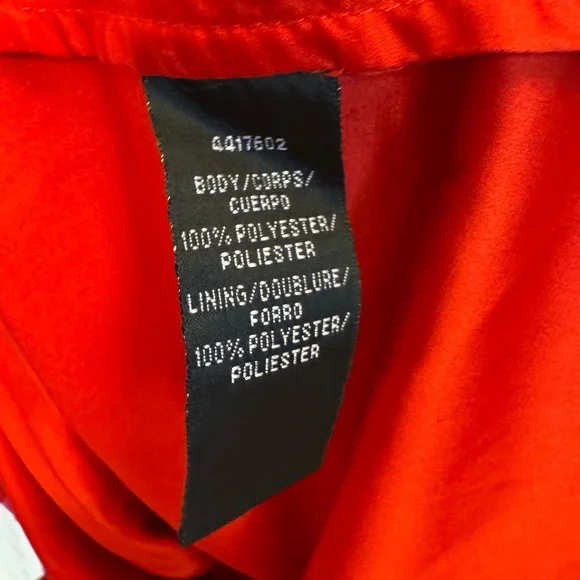 4417602
BODY/CORPS/
CUERPO
100% POLYESTER/
POLIESTER
LINING/DOUBLURE/
FORRO
100% POLYESTER/
POLIESTER